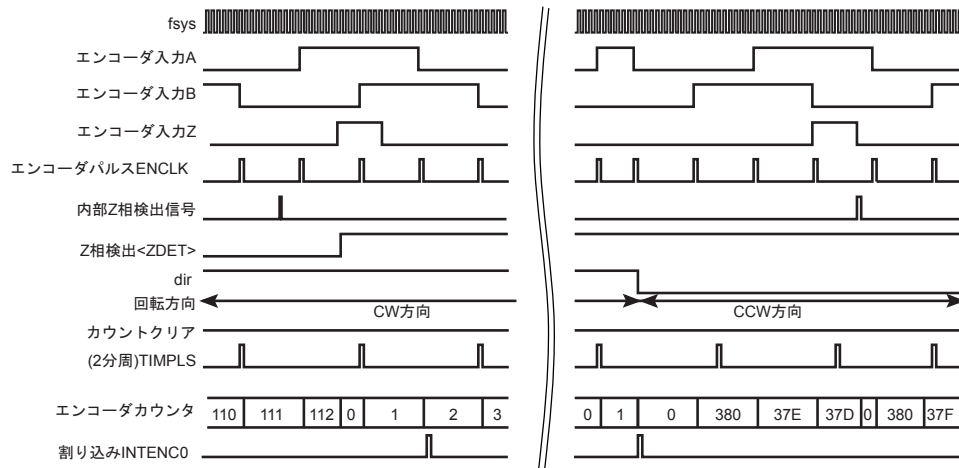 fsys
エンコーダ入力A
エンコーダ入力B
エンコーダ入力Z
エンコーダパルスENCLK
内部Z相検出信号
Z相検出<ZDET>
dir
回転方向 CW方向 CCW方向
カウントクリア
(2分周)TIMPLS
エンコーダカウンタ 110 111 112 0 1 2 3 0 1 0 380 37E 37D 0 380 37F
割り込みINTENC0